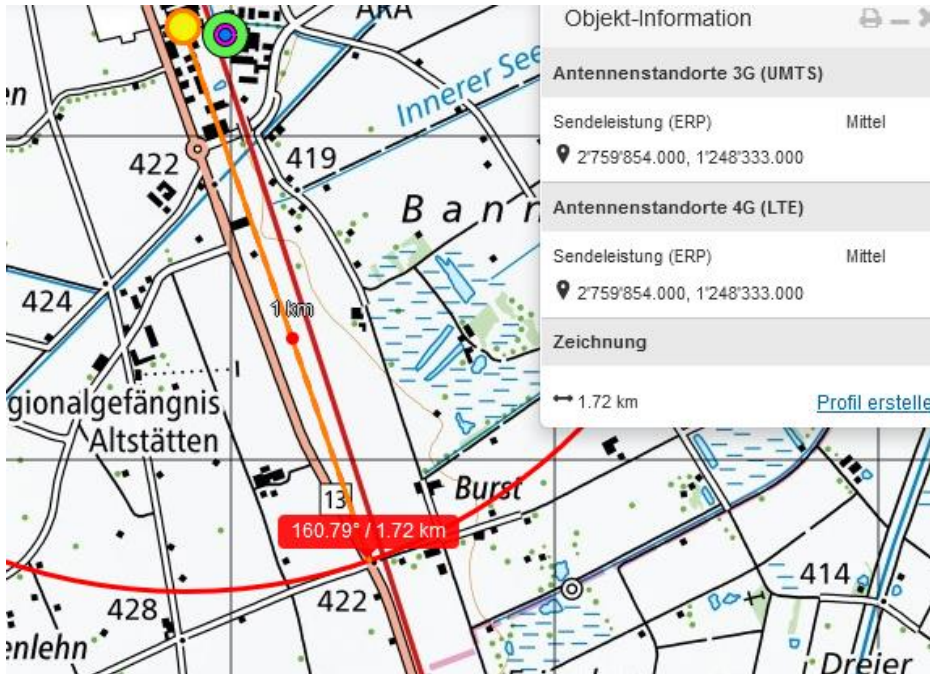 ARA
Objekt-Information
Antennenstandorte 3G (UMTS)
Sendeleistung (ERP) Mittel
2'759'854.000, 1'248'333.000
Antennenstandorte 4G (LTE)
Sendeleistung (ERP) Mittel
2'759'854.000, 1'248'333.000
Zeichnung
1.72 km Profil erstelle
en
Innerer See
422
419
Bann
424
1 km
gionalgefängnis
Altstätten
13
Burst
160.79° / 1.72 km
428
422
414
enlehn
Dreier